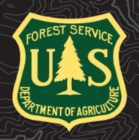 FOREST SERVICE
U S
DEPARTMENT OF AGRICULTURE